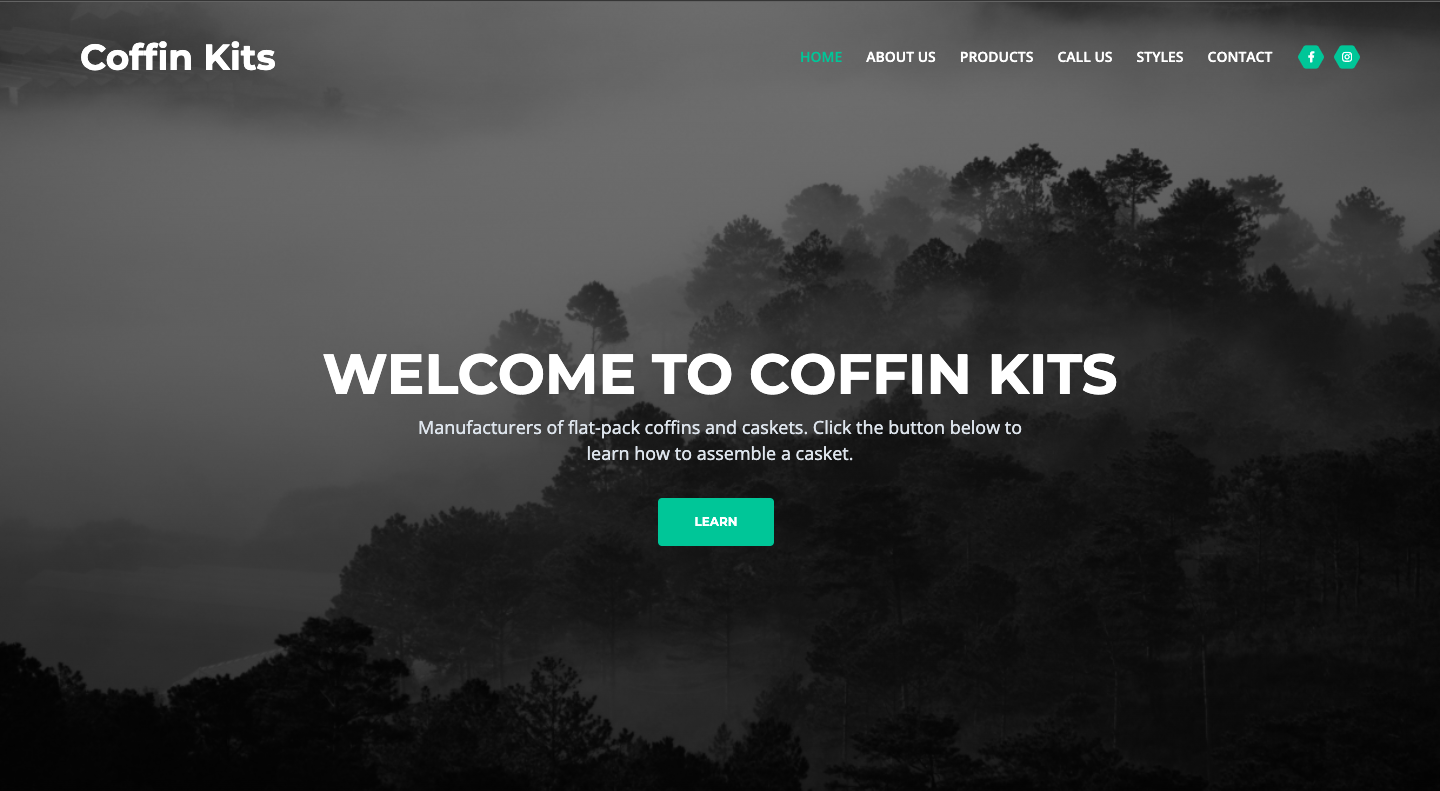 Coffin Kits
HOME ABOUT US PRODUCTS CALL US STYLES CONTACT
WELCOME TO COFFIN KITS
Manufacturers of flat-pack coffins and caskets. Click the button below to
learn how to assemble a casket.
LEARN